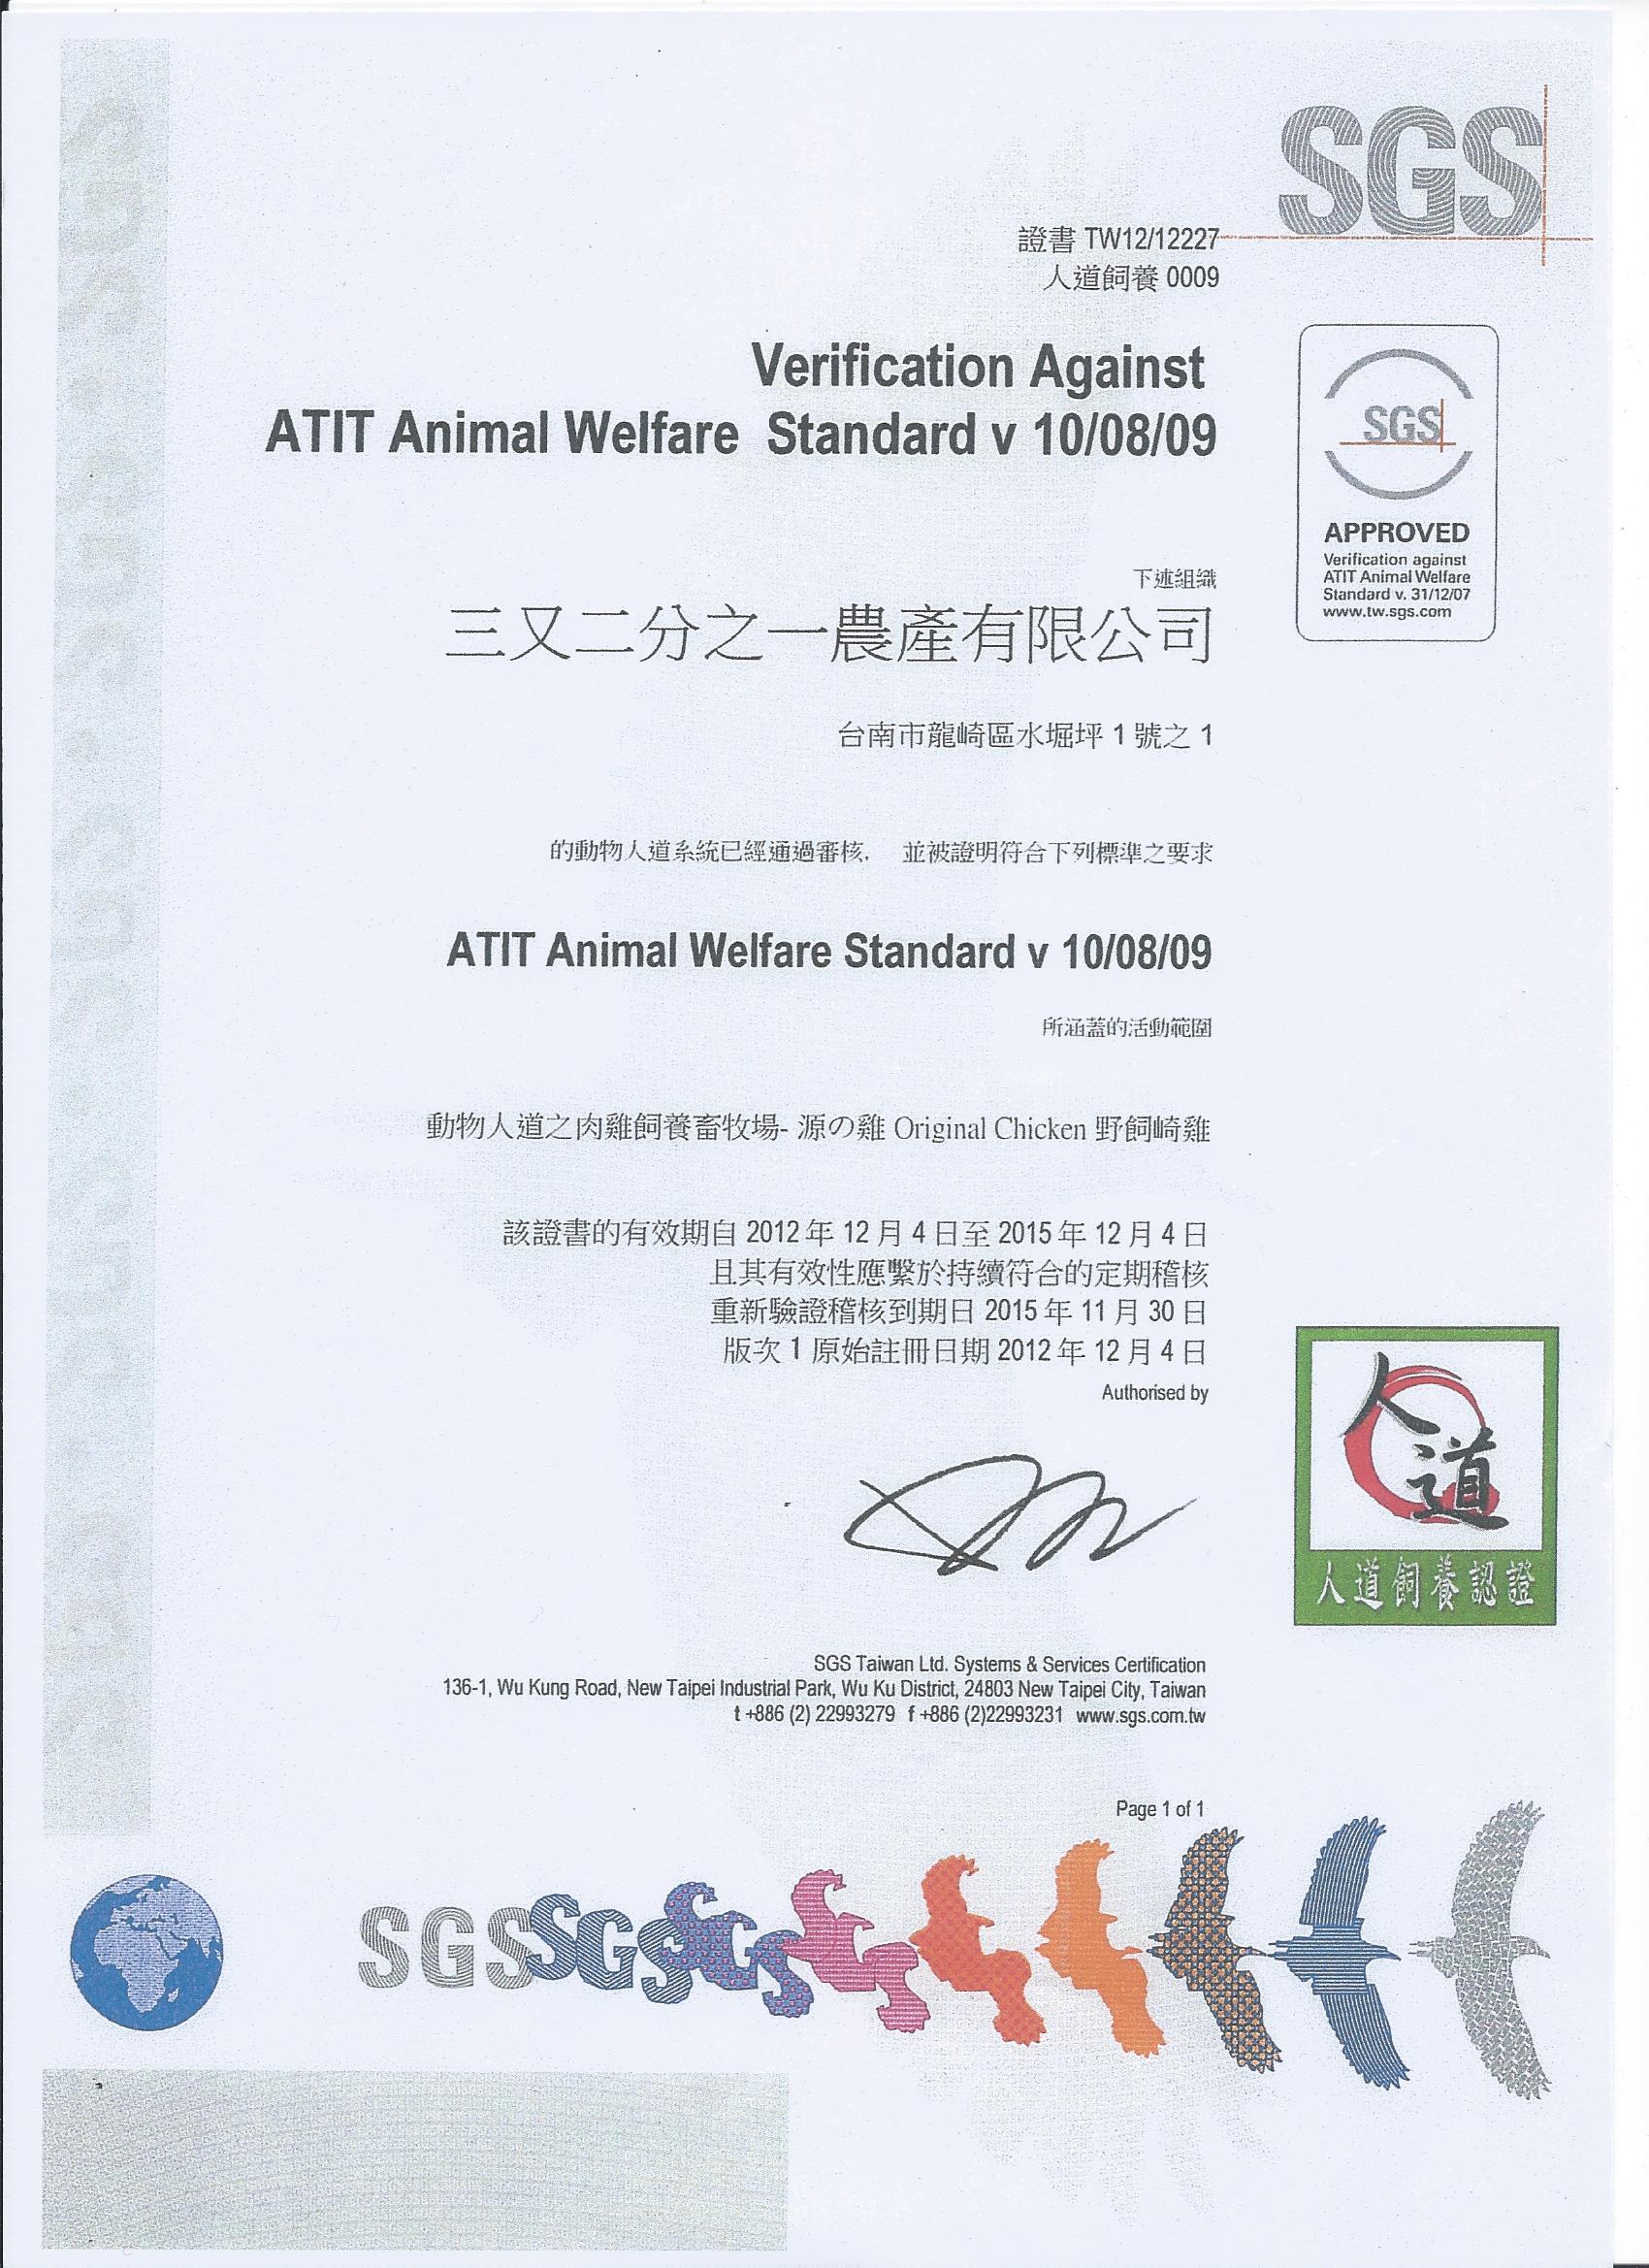 SGS
證書 TW12/12227
人道飼養 0009
Verification Against
ATIT Animal Welfare Standard v 10/08/09
SGS
APPROVED
Verification against
ATIT Animal Welfare
Standard v. 31/12/07
www.tw.sgs.com
下述組織
三又二分之一農產有限公司
台南市龍崎區水堀坪 1 號之 1
的動物人道系統已經通過審核, 並被證明符合下列標準之要求
ATIT Animal Welfare Standard v 10/08/09
所涵蓋的活動範圍
動物人道之肉雞飼養畜牧場- 源の雞 Original Chicken 野飼崎雞
該證書的有效期自 2012 年 12 月 4 日至 2015 年 12 月 4 日
且其有效性應繫於持續符合的定期稽核
重新驗證稽核到期日 2015 年 11 月 30 日
版次 1 原始註冊日期 2012 年 12 月 4 日
Authorised by
人道
人道飼養認證
SGS Taiwan Ltd. Systems & Services Certification
136-1, Wu Kung Road, New Taipei Industrial Park, Wu Ku District, 24803 New Taipei City, Taiwan
t +886 (2) 22993279 f +886 (2)22993231 www.sgs.com.tw
Page 1 of 1
SGSSGSSGS